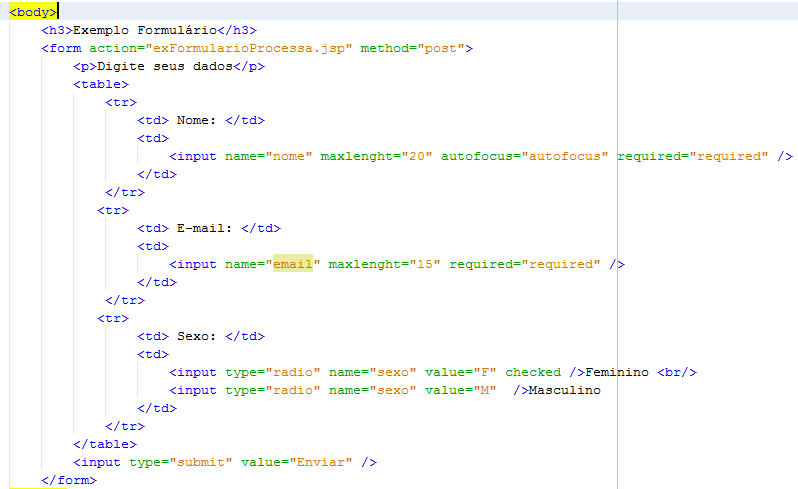 <body>
<h3>Exemplo Formulário</h3>
<form action="exFormularioProcessa.jsp" method="post">
<p>Digite seus dados</p>
<table>
<tr>
<td> Nome: </td>
<td>
<input name="nome" maxlenght="20" autofocus="autofocus" required="required" />
</td>
</tr>
<tr>
<td> E-mail: </td>
<td>
<input name="email" maxlenght="15" required="required" />
</td>
</tr>
<tr>
<td> Sexo: </td>
<td>
<input type="radio" name="sexo" value="F" checked />Feminino <br/>
<input type="radio" name="sexo" value="M"  />Masculino
</td>
</tr>
</table>
<input type="submit" value="Enviar" />
</form>